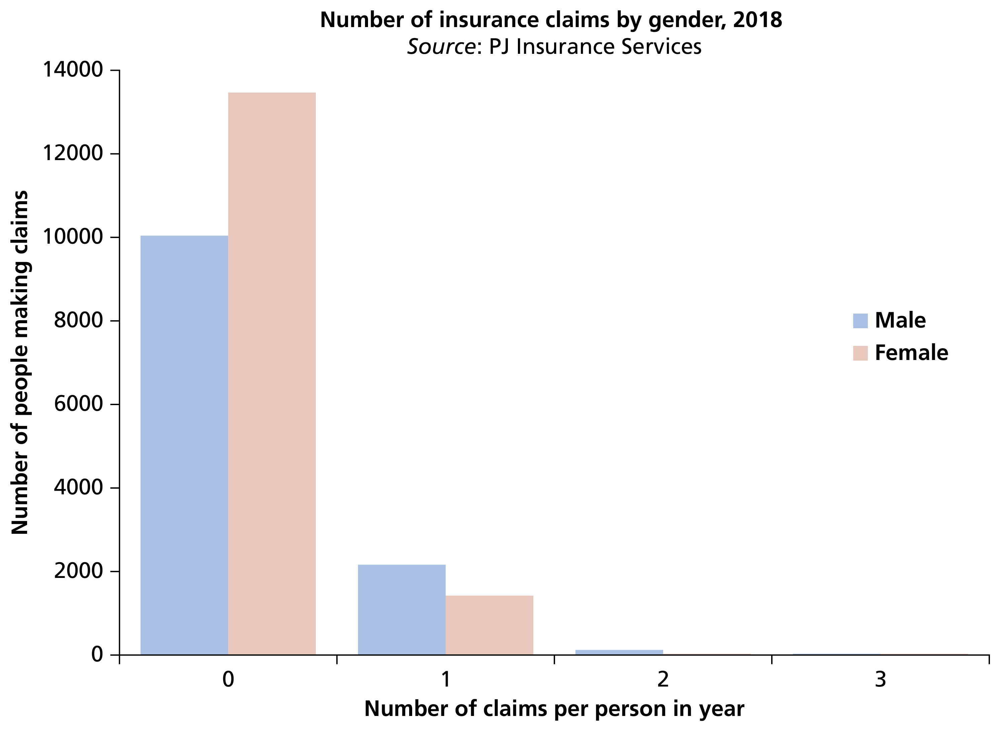 Number of insurance claims by gender, 2018
Source: PJ Insurance Services
Number of people making claims
14000
12000
10000
8000
6000
4000
2000
0
Male
Female
0
1
2
3
Number of claims per person in year